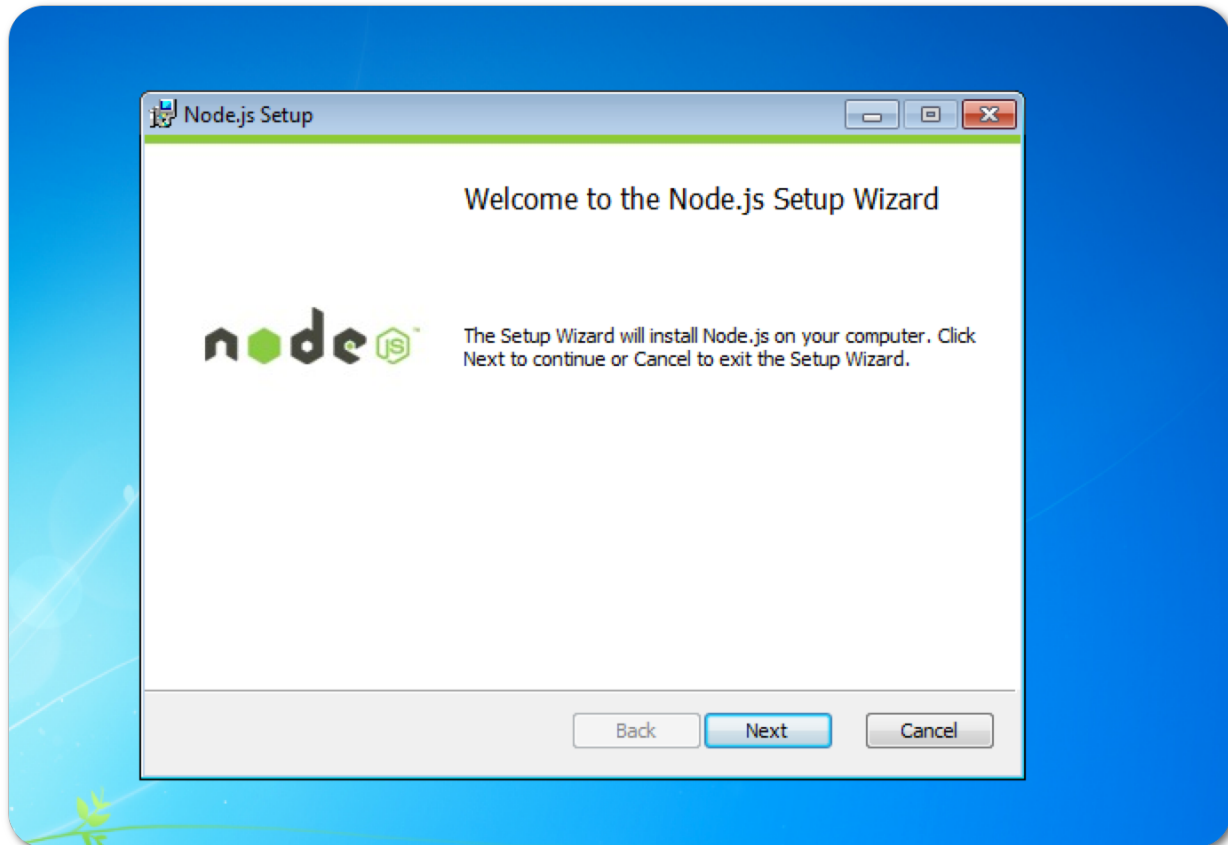 Node.js Setup
Welcome to the Node.js Setup Wizard
node JS™
The Setup Wizard will install Node.js on your computer. Click
Next to continue or Cancel to exit the Setup Wizard.
Back Next Cancel